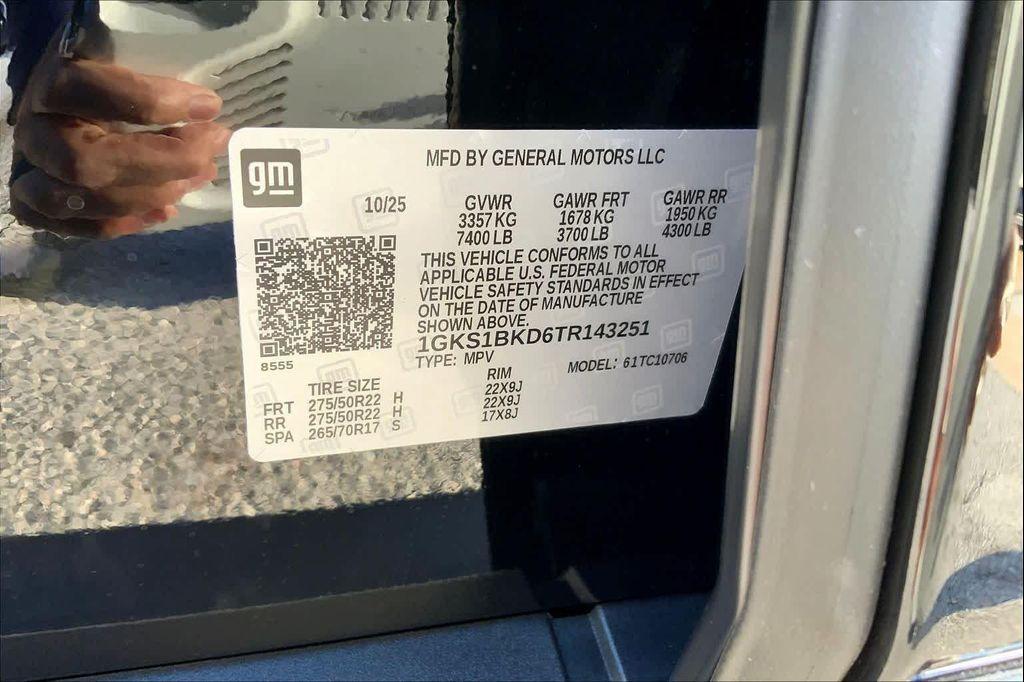 gm
MFD BY GENERAL MOTORS LLC
10/25
GVWR GAWR FRT GAWR RR
3357 KG 1678 KG 1950 KG
7400 LB 3700 LB 4300 LB
THIS VEHICLE CONFORMS TO ALL
APPLICABLE U.S. FEDERAL MOTOR
VEHICLE SAFETY STANDARDS IN EFFECT
ON THE DATE OF MANUFACTURE
SHOWN ABOVE.
1GKS1BKD6TR143251
8555
TYPE: MPV MODEL: 61TC10706
TIRE SIZE RIM
FRT 275/50R22 H 22X9J
RR 275/50R22 H 22X9J
SPA 265/70R17 S 17X8J